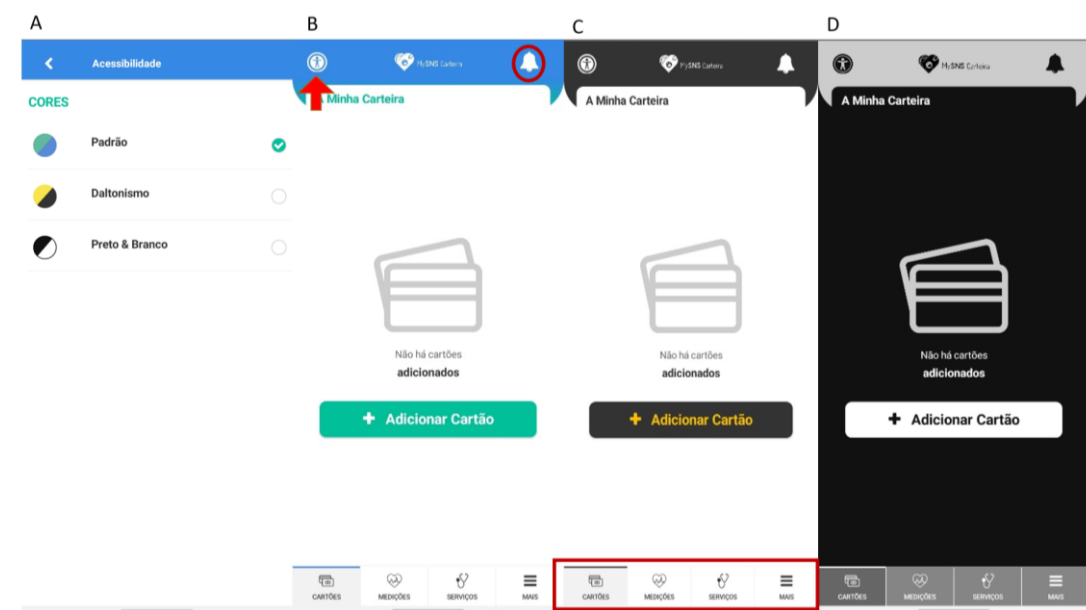 A
Acessibilidade
CORES
Padrão
Daltonismo
Preto & Branco
B
MySNS Carteira
A Minha Carteira
Não há cartões
adicionados
+ Adicionar Cartão
CARTÕES MEDIÇÕES SERVIÇOS MAIS
C
MySNS Carteira
A Minha Carteira
Não há cartões
adicionados
+ Adicionar Cartão
CARTÕES MEDIÇÕES SERVIÇOS MAIS
D
MySNS Carteira
A Minha Carteira
Não há cartões
adicionados
+ Adicionar Cartão
CARTÕES MEDIÇÕES SERVIÇOS MAIS